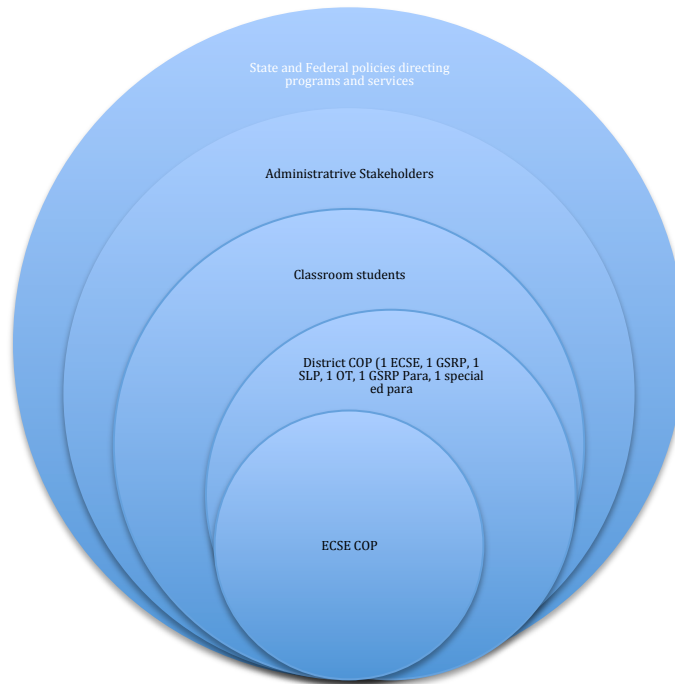 State and Federal policies directing
programs and services
Administratrive Stakeholders
Classroom students
District COP (1 ECSE, 1 GSRP, 1
SLP, 1 OT, 1 GSRP Para, 1 special
ed para
ECSE COP